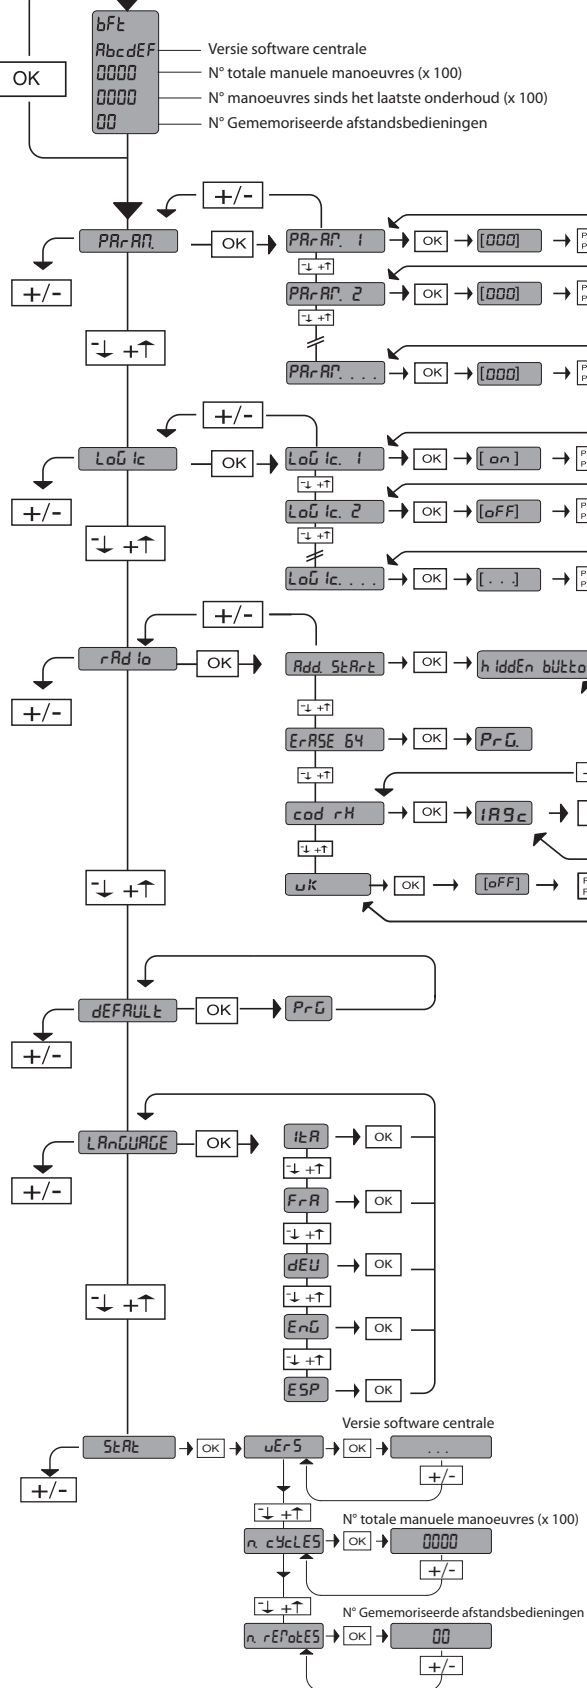 bFt
AbcdEF
Versie software centrale
OK
0000
N° totale manuele manoeuvres (x 100)
0000
N° manoeuvres sinds het laatste onderhoud (x 100)
00
N° Gememoriseerde afstandsbedieningen
+/-
PArAM.
OK
PArAM. 1
OK
[000]
+/-
-↓ +↑
PArAM. 2
OK
[000]
-↓ +↑
-↓ +↑
PArAM. . . .
OK
[000]
+/-
LoGIc
OK
LoGIc. 1
OK
[ on ]
+/-
-↓ +↑
LoGIc. 2
OK
[oFF]
-↓ +↑
-↓ +↑
LoGIc. . . .
OK
[. . .]
+/-
rAdIo
OK
Add. StArt
OK
hIddEn bUtto
+/-
-↓ +↑
ErASE 64
OK
PrG.
-↓ +↑
cod rH
OK
1A9c
-↓ +↑
-↓ +↑
uK
OK
[oFF]
dEFAULt
OK
PrG
+/-
LAnGUAGE
OK
ItA
OK
-↓ +↑
+/-
FrA
OK
-↓ +↑
dEU
OK
-↓ +↑
-↓ +↑
EnG
OK
-↓ +↑
ESP
OK
Versie software centrale
StAt
OK
vErS
OK
. . .
+/-
+/-
-↓ +↑
N° totale manuele manoeuvres (x 100)
n. cYcLES
OK
0000
+/-
-↓ +↑
N° Gememoriseerde afstandsbedieningen
n. rEMotES
OK
00
+/-